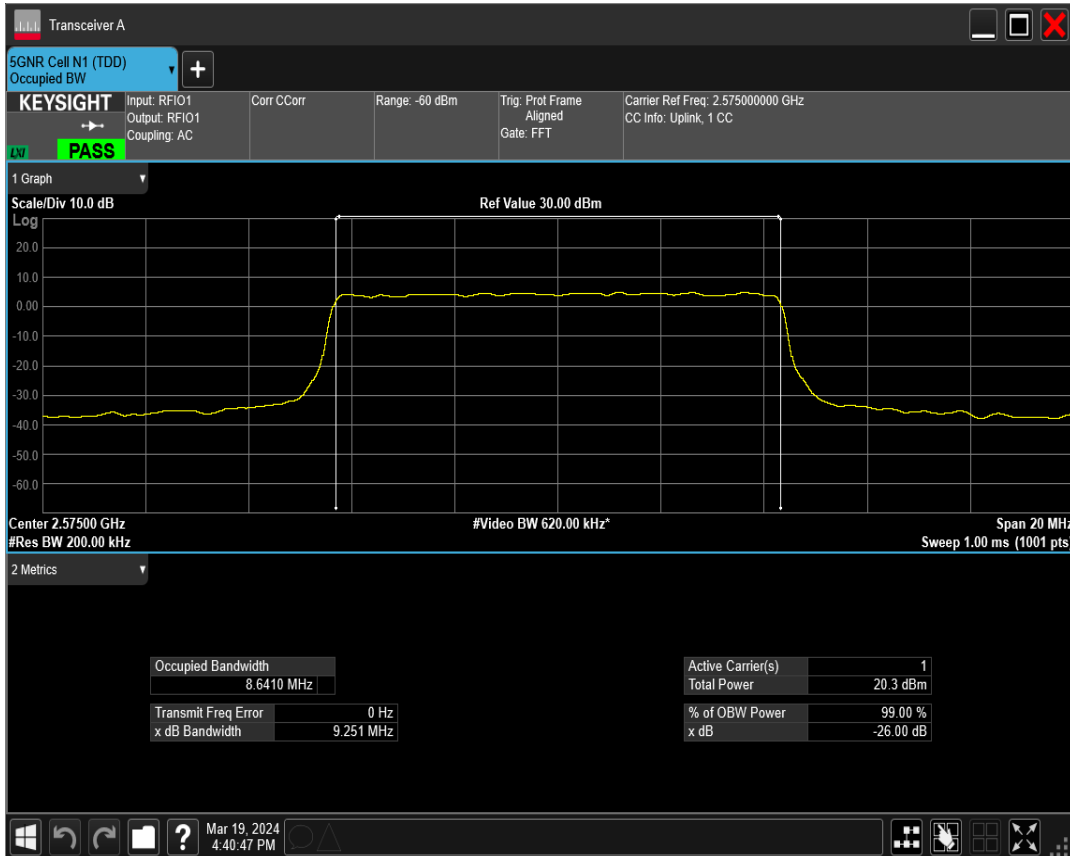 Transceiver A
5GNR Cell N1 (TDD)
Occupied BW
+
KEYSIGHT
LXI
PASS
Input: RFIO1
Output: RFIO1
Coupling: AC
Corr CCorr
Range: -60 dBm
Trig: Prot Frame
Aligned
Gate: FFT
Carrier Ref Freq: 2.575000000 GHz
CC Info: Uplink, 1 CC
1 Graph
Scale/Div 10.0 dB
Ref Value 30.00 dBm
Log
20.0
10.0
0.00
-10.0
-20.0
-30.0
-40.0
-50.0
-60.0
Center 2.57500 GHz
#Video BW 620.00 kHz*
Span 20 MHz
#Res BW 200.00 kHz
Sweep 1.00 ms (1001 pts)
2 Metrics
Occupied Bandwidth
8.6410 MHz
Transmit Freq Error 0 Hz
x dB Bandwidth 9.251 MHz
Active Carrier(s) 1
Total Power 20.3 dBm
% of OBW Power 99.00 %
x dB -26.00 dB
?
Mar 19, 2024
4:40:47 PM